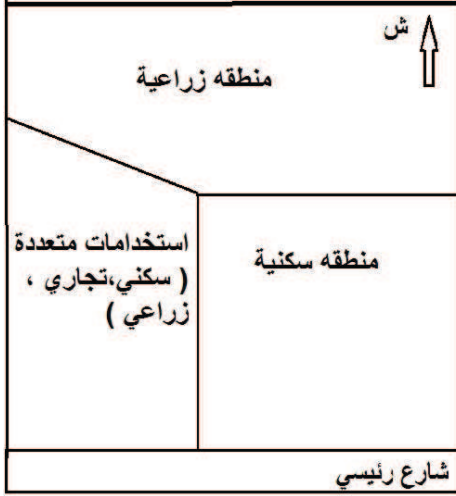 ش
منطقه زراعية
استخدامات متعددة
( سكني،تجاري ،
زراعي )
منطقه سكنية
شارع رئيسي